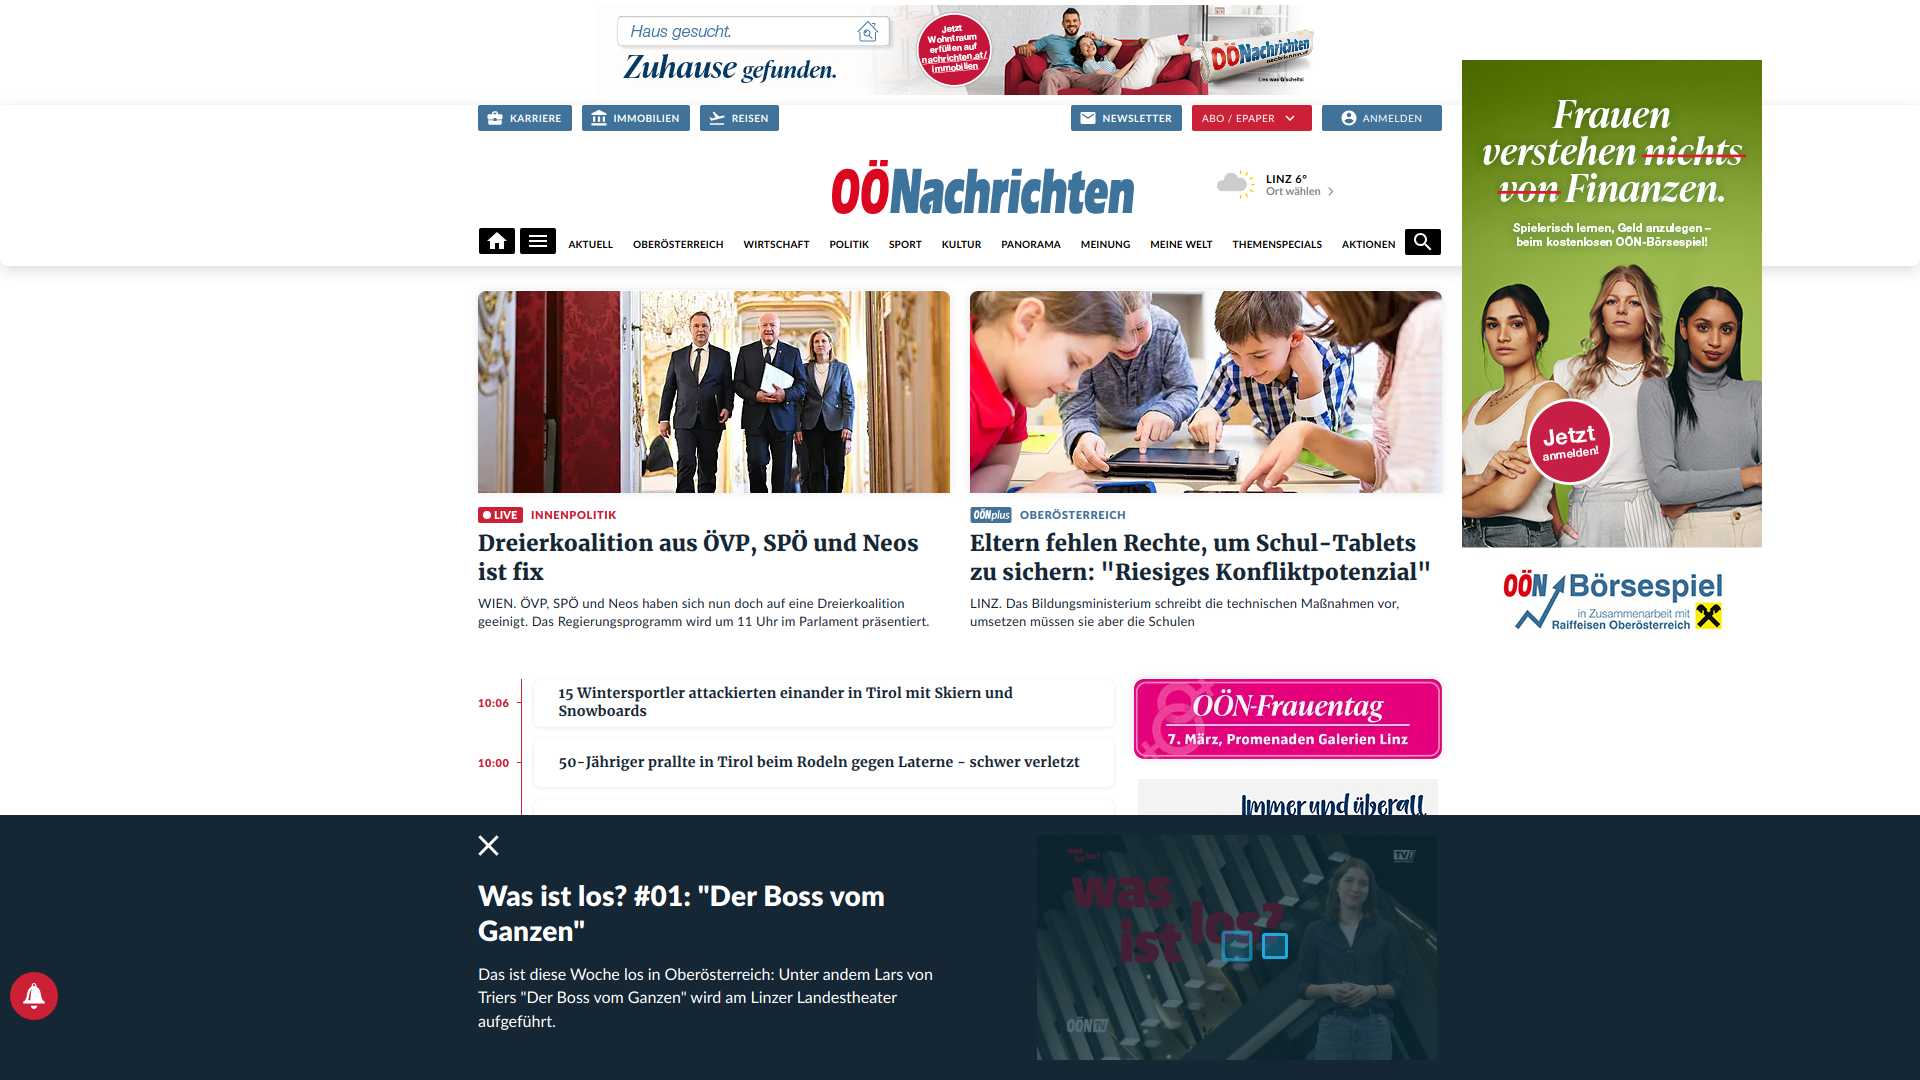 Haus gesucht.
Zuhause gefunden.
Jetzt
Wohntraum
erfüllen auf
nachrichten.at/
immobilien
OÖNachrichten
Lies was G'scheits!
KARRIERE
IMMOBILIEN
REISEN
NEWSLETTER
ABO / EPAPER
ANMELDEN
OÖNachrichten
LINZ 6°
Ort wählen
AKTUELL
OBERÖSTERREICH
WIRTSCHAFT
POLITIK
SPORT
KULTUR
PANORAMA
MEINUNG
MEINE WELT
THEMENSPECIALS
AKTIONEN
Frauen
verstehen nichts
von Finanzen.
Spielerisch lernen, Geld anzulegen –
beim kostenlosen OÖN-Börsespiel!
Jetzt
anmelden!
OÖN Börsespiel
in Zusammenarbeit mit
Raiffeisen Oberösterreich
LIVE INNENPOLITIK
Dreierkoalition aus ÖVP, SPÖ und Neos
ist fix
WIEN. ÖVP, SPÖ und Neos haben sich nun doch auf eine Dreierkoalition
geeinigt. Das Regierungsprogramm wird um 11 Uhr im Parlament präsentiert.
OÖNplus OBERÖSTERREICH
Eltern fehlen Rechte, um Schul-Tablets
zu sichern: "Riesiges Konfliktpotenzial"
LINZ. Das Bildungsministerium schreibt die technischen Maßnahmen vor,
umsetzen müssen sie aber die Schulen
10:06
15 Wintersportler attackierten einander in Tirol mit Skiern und
Snowboards
10:00
50-Jähriger prallte in Tirol beim Rodeln gegen Laterne - schwer verletzt
OÖN-Frauentag
7. März, Promenaden Galerien Linz
Immer und überall
Was ist los? #01: "Der Boss vom
Ganzen"
Das ist diese Woche los in Oberösterreich: Unter andem Lars von
Triers "Der Boss vom Ganzen" wird am Linzer Landestheater
aufgeführt.
TV1
was
ist los?
OÖN TV